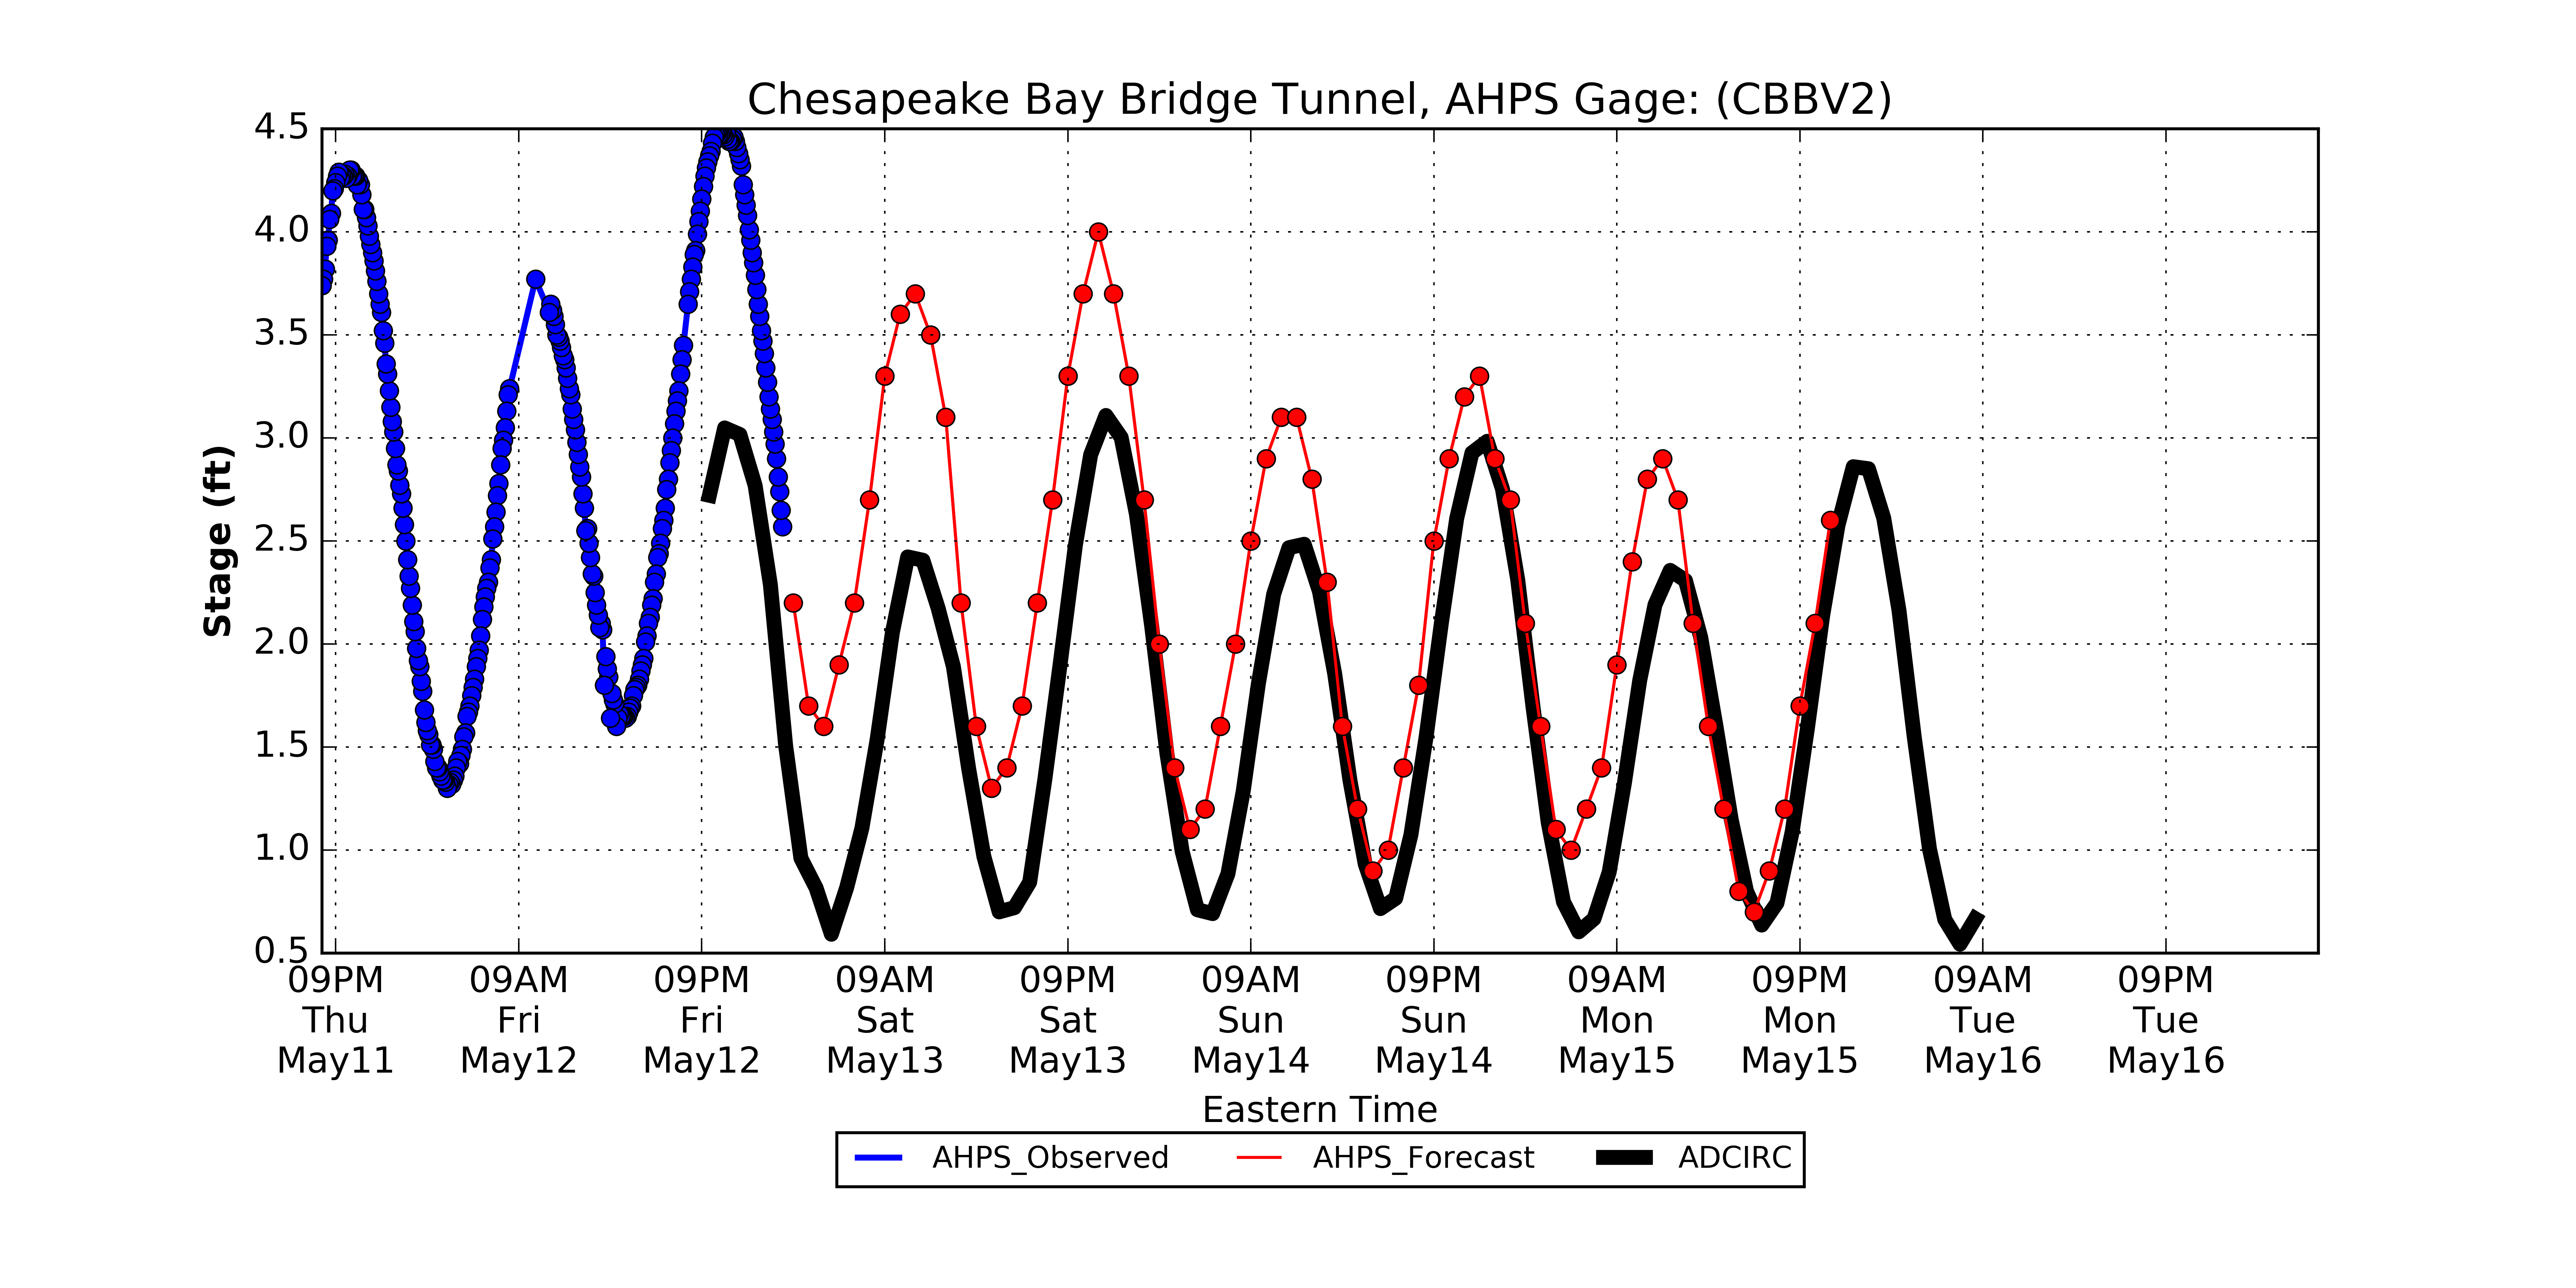 Chesapeake Bay Bridge Tunnel, AHPS Gage: (CBBV2)
4.5
4.0
3.5
3.0
2.5
2.0
1.5
1.0
0.5
Stage (ft)
09PM 09AM 09PM 09AM 09PM 09AM 09PM 09AM 09PM 09AM 09PM
Thu Fri Fri Sat Sat Sun Sun Mon Mon Tue Tue
May11 May12 May12 May13 May13 May14 May14 May15 May15 May16 May16
Eastern Time
AHPS_Observed AHPS_Forecast ADCIRC